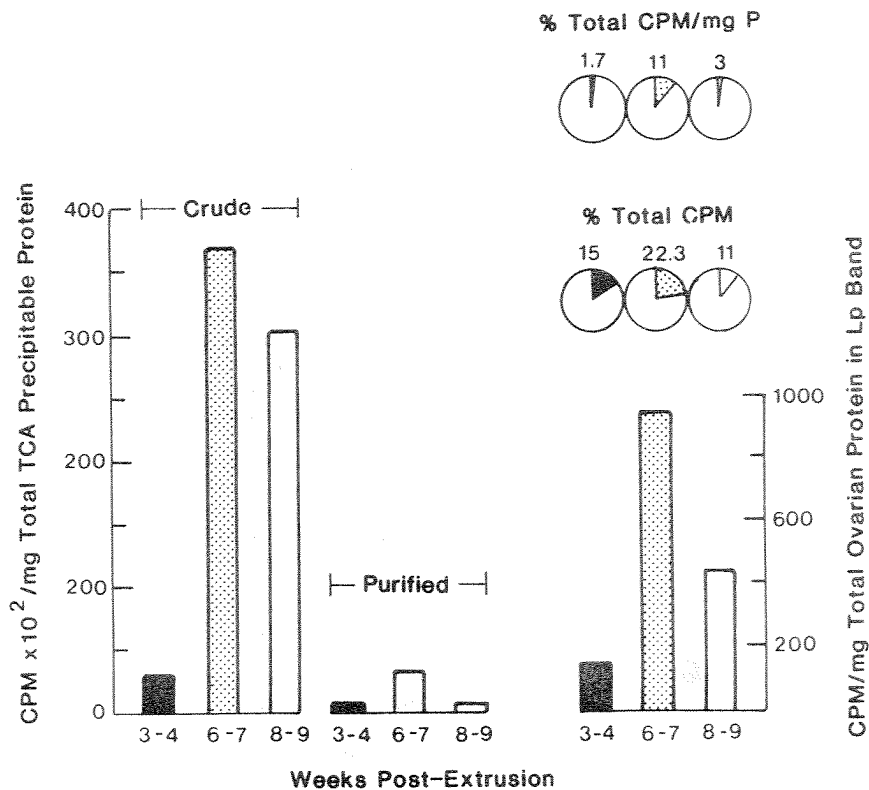 % Total CPM/mg P
1.7 11 3
% Total CPM
15 22.3 11
CPM x10²/mg Total TCA Precipitable Protein
400
300
200
200
0
Crude
Purified
3-4 6-7 8-9
3-4 6-7 8-9
3-4 6-7 8-9
1000
600
200
CPM/mg Total Ovarian Protein in Lp Band
Weeks Post-Extrusion